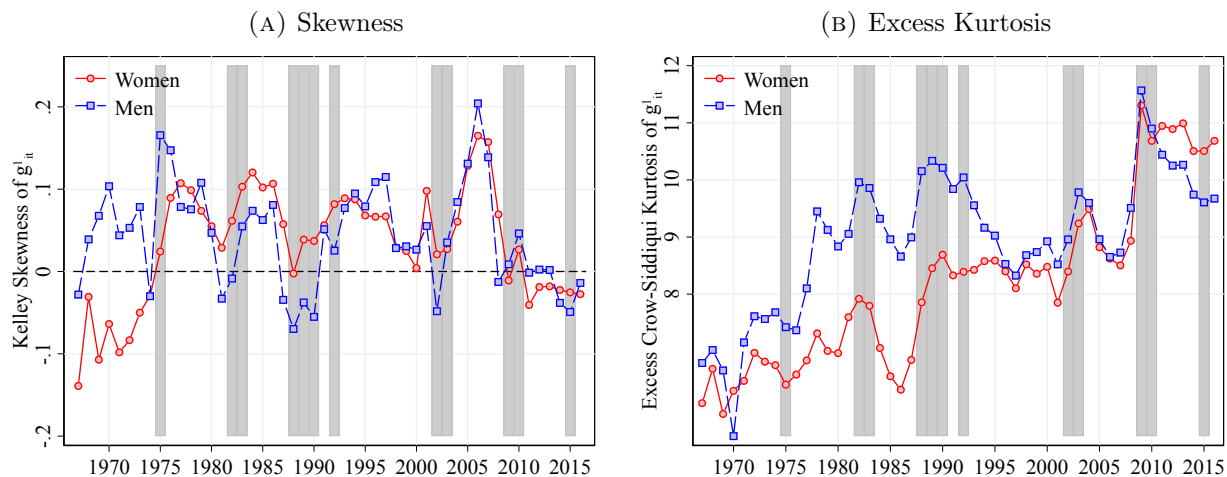 (A) Skewness
Kelley Skewness of g¹ᵢₜ
.2
.1
0
-.1
-.2
Women
Men
1970 1975 1980 1985 1990 1995 2000 2005 2010 2015
(B) Excess Kurtosis
Excess Crow-Siddiqui Kurtosis of g¹ᵢₜ
12
11
10
9
8
Women
Men
1970 1975 1980 1985 1990 1995 2000 2005 2010 2015